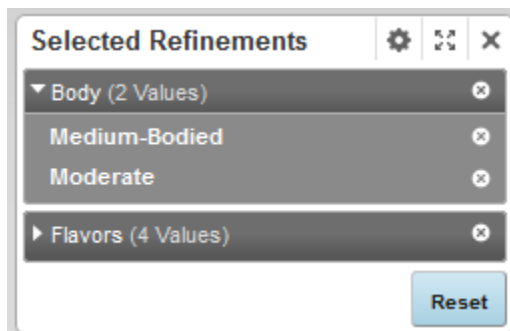 Selected Refinements
Body (2 Values)
Medium-Bodied
Moderate
Flavors (4 Values)
Reset